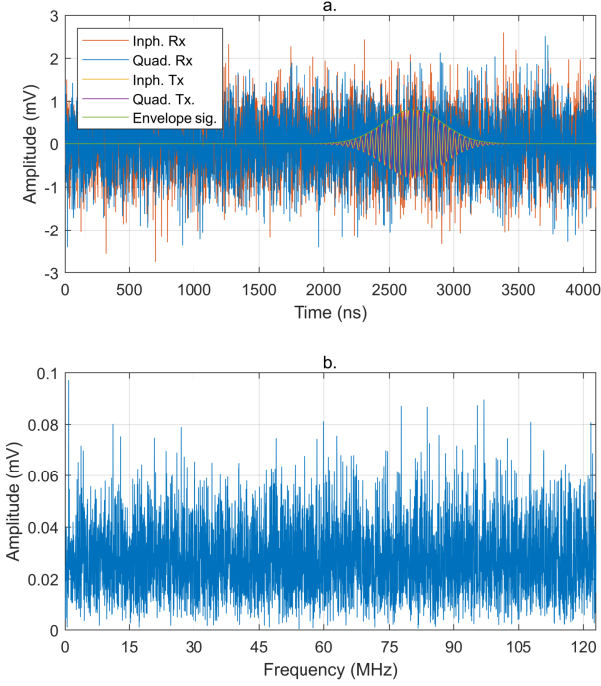 a.
3
2
1
0
-1
-2
-3
Amplitude (mV)
Inph. Rx
Quad. Rx
Inph. Tx
Quad. Tx.
Envelope sig.
0 500 1000 1500 2000 2500 3000 3500 4000
Time (ns)
b.
0.1
0.08
0.06
0.04
0.02
0
Amplitude (mV)
0 15 30 45 60 75 90 105 120
Frequency (MHz)